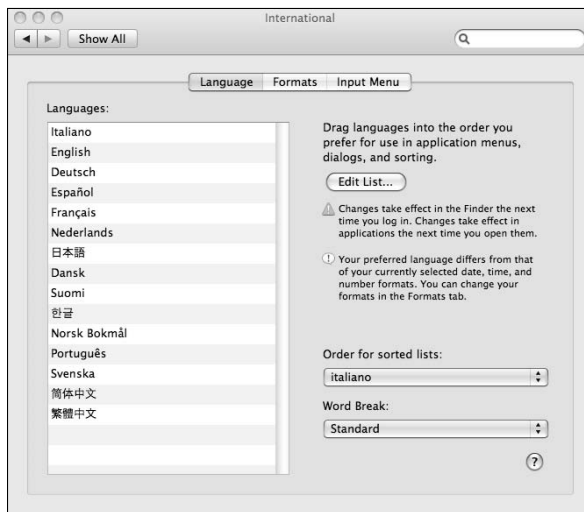 International
Show All
Language Formats Input Menu
Languages:
Italiano
English
Deutsch
Español
Français
Nederlands
日本語
Dansk
Suomi
한글
Norsk Bokmål
Português
Svenska
简体中文
繁體中文
Drag languages into the order you
prefer for use in application menus,
dialogs, and sorting.
Edit List...
Changes take effect in the Finder the next
time you log in. Changes take effect in
applications the next time you open them.
Your preferred language differs from that
of your currently selected date, time, and
number formats. You can change your
formats in the Formats tab.
Order for sorted lists:
italiano
Word Break:
Standard
?